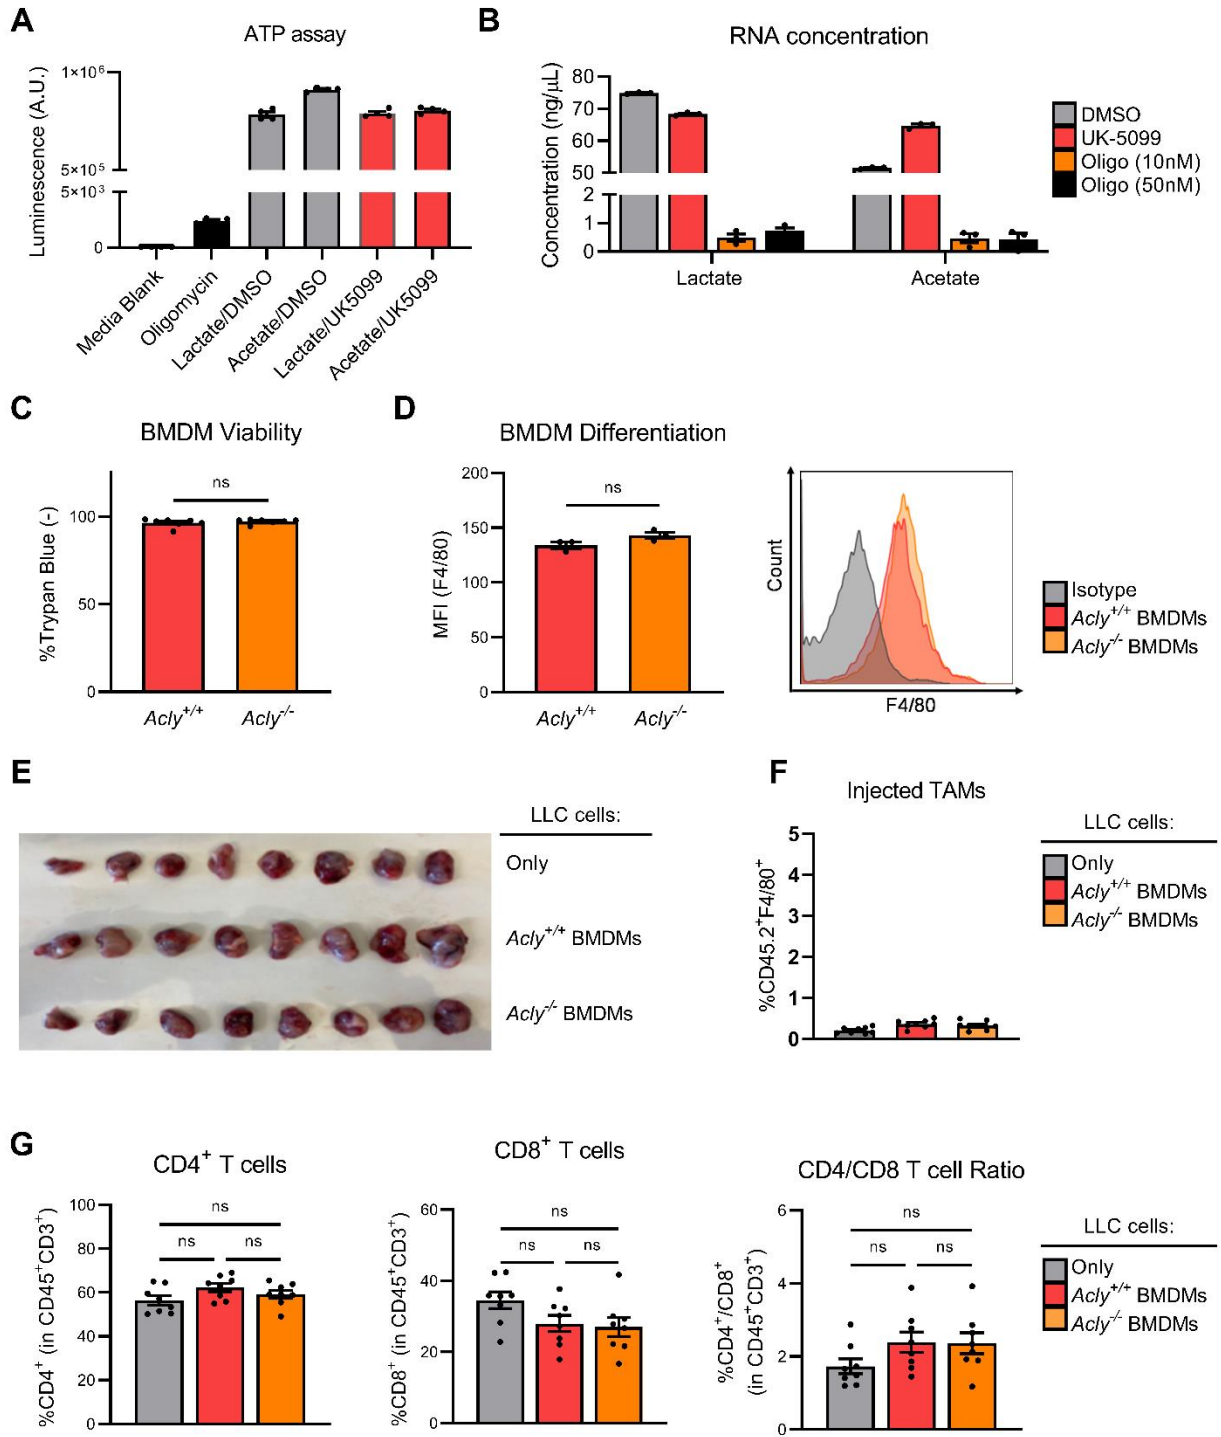 A
ATP assay
Luminescence (A.U.)
1×10⁶
5×10⁵
5×10³
0
Media Blank
Oligomycin
Lactate/DMSO
Acetate/DMSO
Lactate/UK5099
Acetate/UK5099
B
RNA concentration
Concentration (ng/μL)
80
70
60
50
2
1
0
Lactate
Acetate
DMSO
UK-5099
Oligo (10nM)
Oligo (50nM)
C
BMDM Viability
%Trypan Blue (-)
100
50
0
ns
Acly⁺/⁺
Acly⁻/⁻
D
BMDM Differentiation
MFI (F4/80)
200
150
100
50
0
ns
Acly⁺/⁺
Acly⁻/⁻
Count
F4/80
Isotype
Acly⁺/⁺ BMDMs
Acly⁻/⁻ BMDMs
E
LLC cells:
Only
Acly⁺/⁺ BMDMs
Acly⁻/⁻ BMDMs
F
Injected TAMs
%CD45.2⁺F4/80⁺
5
4
3
2
1
0
LLC cells:
Only
Acly⁺/⁺ BMDMs
Acly⁻/⁻ BMDMs
G
CD4⁺ T cells
%CD4⁺ (in CD45⁺CD3⁺)
100
80
60
40
20
0
ns
ns
ns
CD8⁺ T cells
%CD8⁺ (in CD45⁺CD3⁺)
60
40
20
0
ns
ns
ns
CD4/CD8 T cell Ratio
%CD4⁺/CD8⁺
(in CD45⁺CD3⁺)
6
4
2
0
ns
ns
ns
LLC cells:
Only
Acly⁺/⁺ BMDMs
Acly⁻/⁻ BMDMs